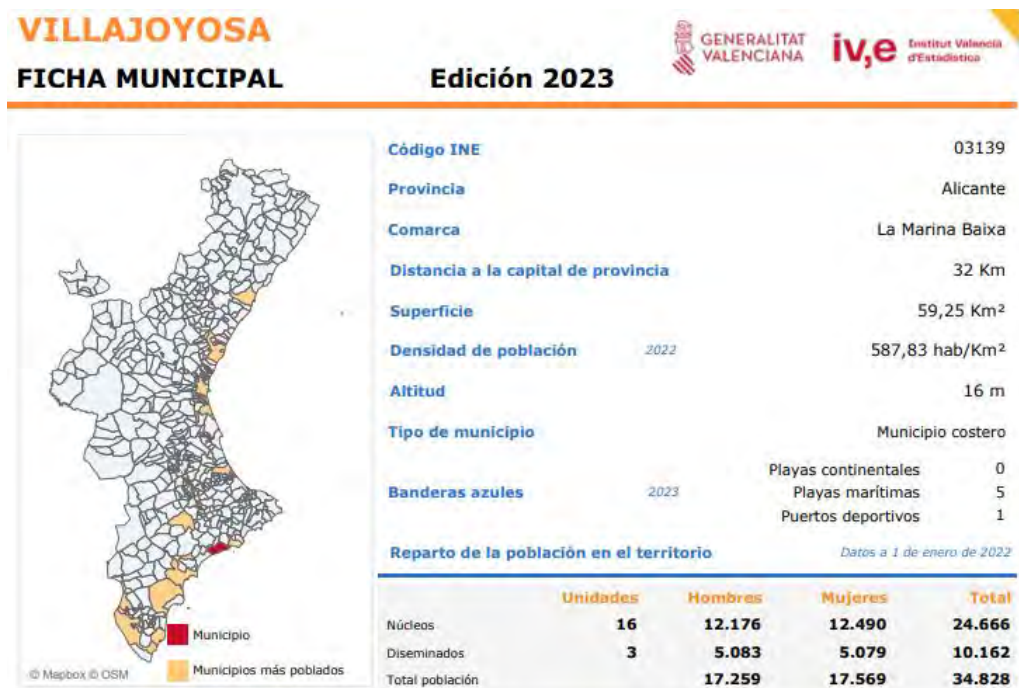 VILLAJOYOSA
FICHA MUNICIPAL Edición 2023
GENERALITAT
VALENCIANA
iv,e Institut Valencià
d'Estadística
Código INE 03139
Provincia Alicante
Comarca La Marina Baixa
Distancia a la capital de provincia 32 Km
Superficie 59,25 Km²
Densidad de población 2022 587,83 hab/Km²
Altitud 16 m
Tipo de municipio Municipio costero
Banderas azules 2023
Playas continentales 0
Playas marítimas 5
Puertos deportivos 1
Reparto de la población en el territorio Datos a 1 de enero de 2022
Unidades Hombres Mujeres Total
Núcleos 16 12.176 12.490 24.666
Diseminados 3 5.083 5.079 10.162
Total población 17.259 17.569 34.828
Municipio
Municipios más poblados
© Mapbox © OSM